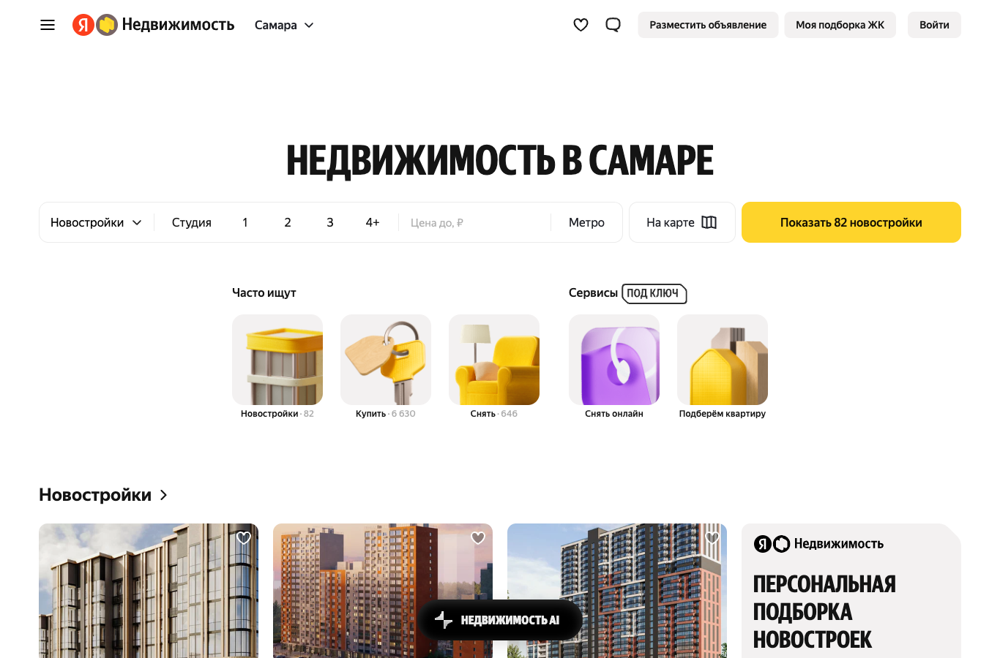 Я Недвижимость
Самара
Разместить объявление
Моя подборка ЖК
Войти
НЕДВИЖИМОСТЬ В САМАРЕ
Новостройки
Студия
1
2
3
4+
Цена до, ₽
Метро
На карте
Показать 82 новостройки
Часто ищут
Сервисы ПОД КЛЮЧ
Новостройки · 82
Купить · 6 630
Снять · 646
Снять онлайн
Подберём квартиру
Новостройки
Я Недвижимость
ПЕРСОНАЛЬНАЯ
ПОДБОРКА
НОВОСТРОЕК
НЕДВИЖИМОСТЬ AI